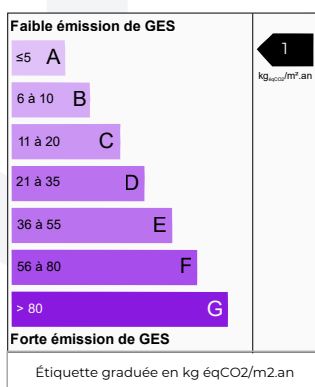 Faible émission de GES
≤5 A
1
kgéqCO2/m².an
6 à 10 B
11 à 20 C
21 à 35 D
36 à 55 E
56 à 80 F
> 80 G
Forte émission de GES
Étiquette graduée en kg éqCO2/m2.an